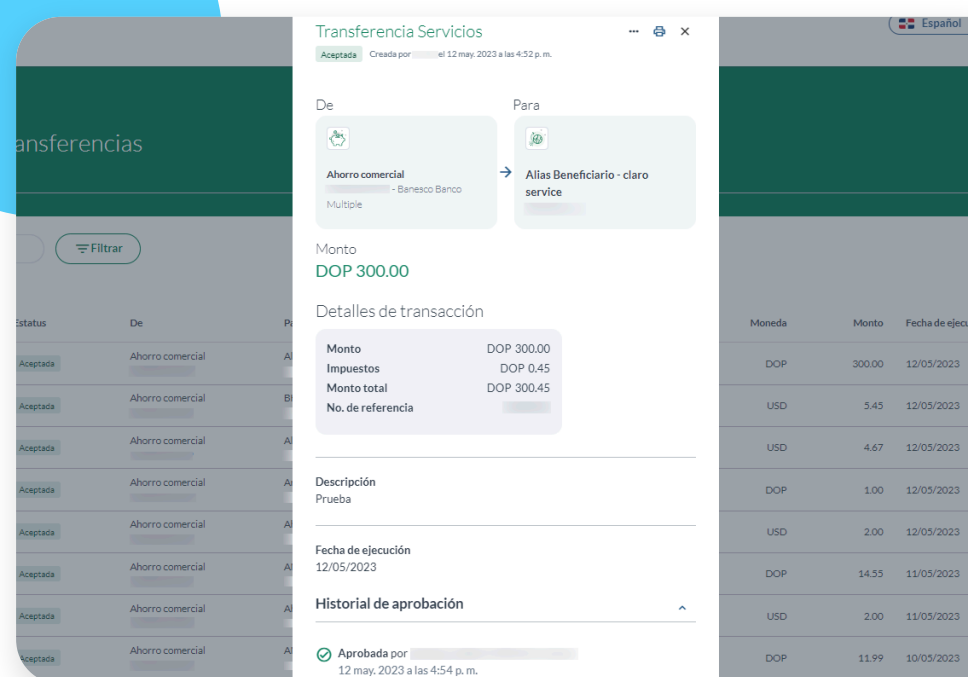 Transferencia Servicios
Español
Aceptada Creada por el 12 may. 2023 a las 4:52 p. m.
De Para
ansferencias
Ahorro comercial
- Banesco Banco
Multiple
Alias Beneficiario - claro
service
Filtrar
Monto
DOP 300.00
Detalles de transacción
Monto DOP 300.00
Impuestos DOP 0.45
Monto total DOP 300.45
No. de referencia
Descripción
Prueba
Fecha de ejecución
12/05/2023
Historial de aprobación
Aprobada por
12 may. 2023 a las 4:54 p. m.
Estatus De Moneda Monto Fecha de ejecu
Aceptada Ahorro comercial DOP 300.00 12/05/2023
Aceptada Ahorro comercial USD 5.45 12/05/2023
Aceptada Ahorro comercial USD 4.67 12/05/2023
Aceptada Ahorro comercial DOP 1.00 12/05/2023
Aceptada Ahorro comercial USD 2.00 12/05/2023
Aceptada Ahorro comercial DOP 14.55 11/05/2023
Aceptada Ahorro comercial USD 2.00 11/05/2023
Aceptada Ahorro comercial DOP 11.99 10/05/2023